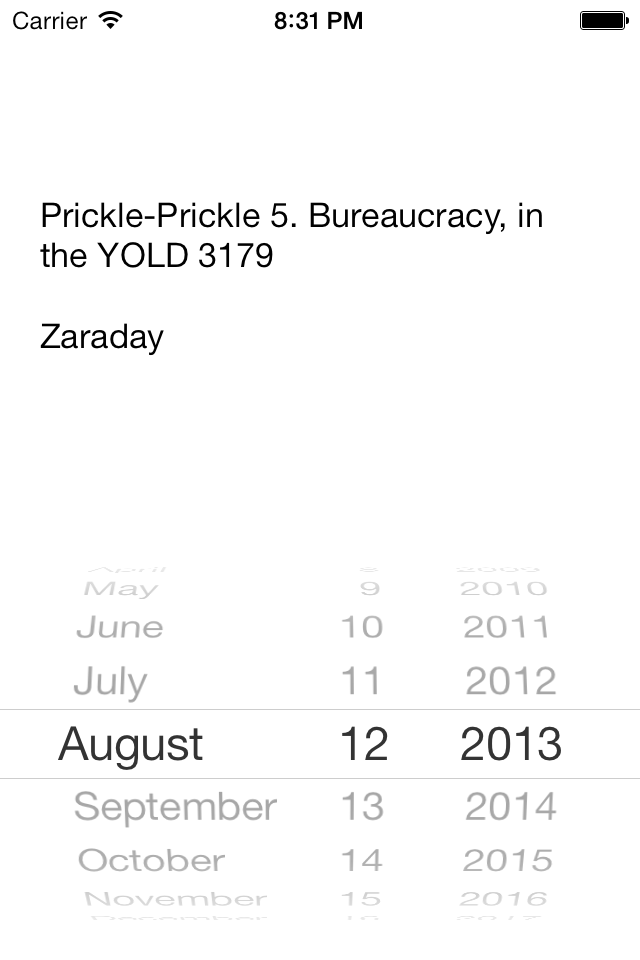 Carrier 8:31 PM
Prickle-Prickle 5. Bureaucracy, in
the YOLD 3179
Zaraday
May 9 2010
June 10 2011
July 11 2012
August 12 2013
September 13 2014
October 14 2015
November 15 2016